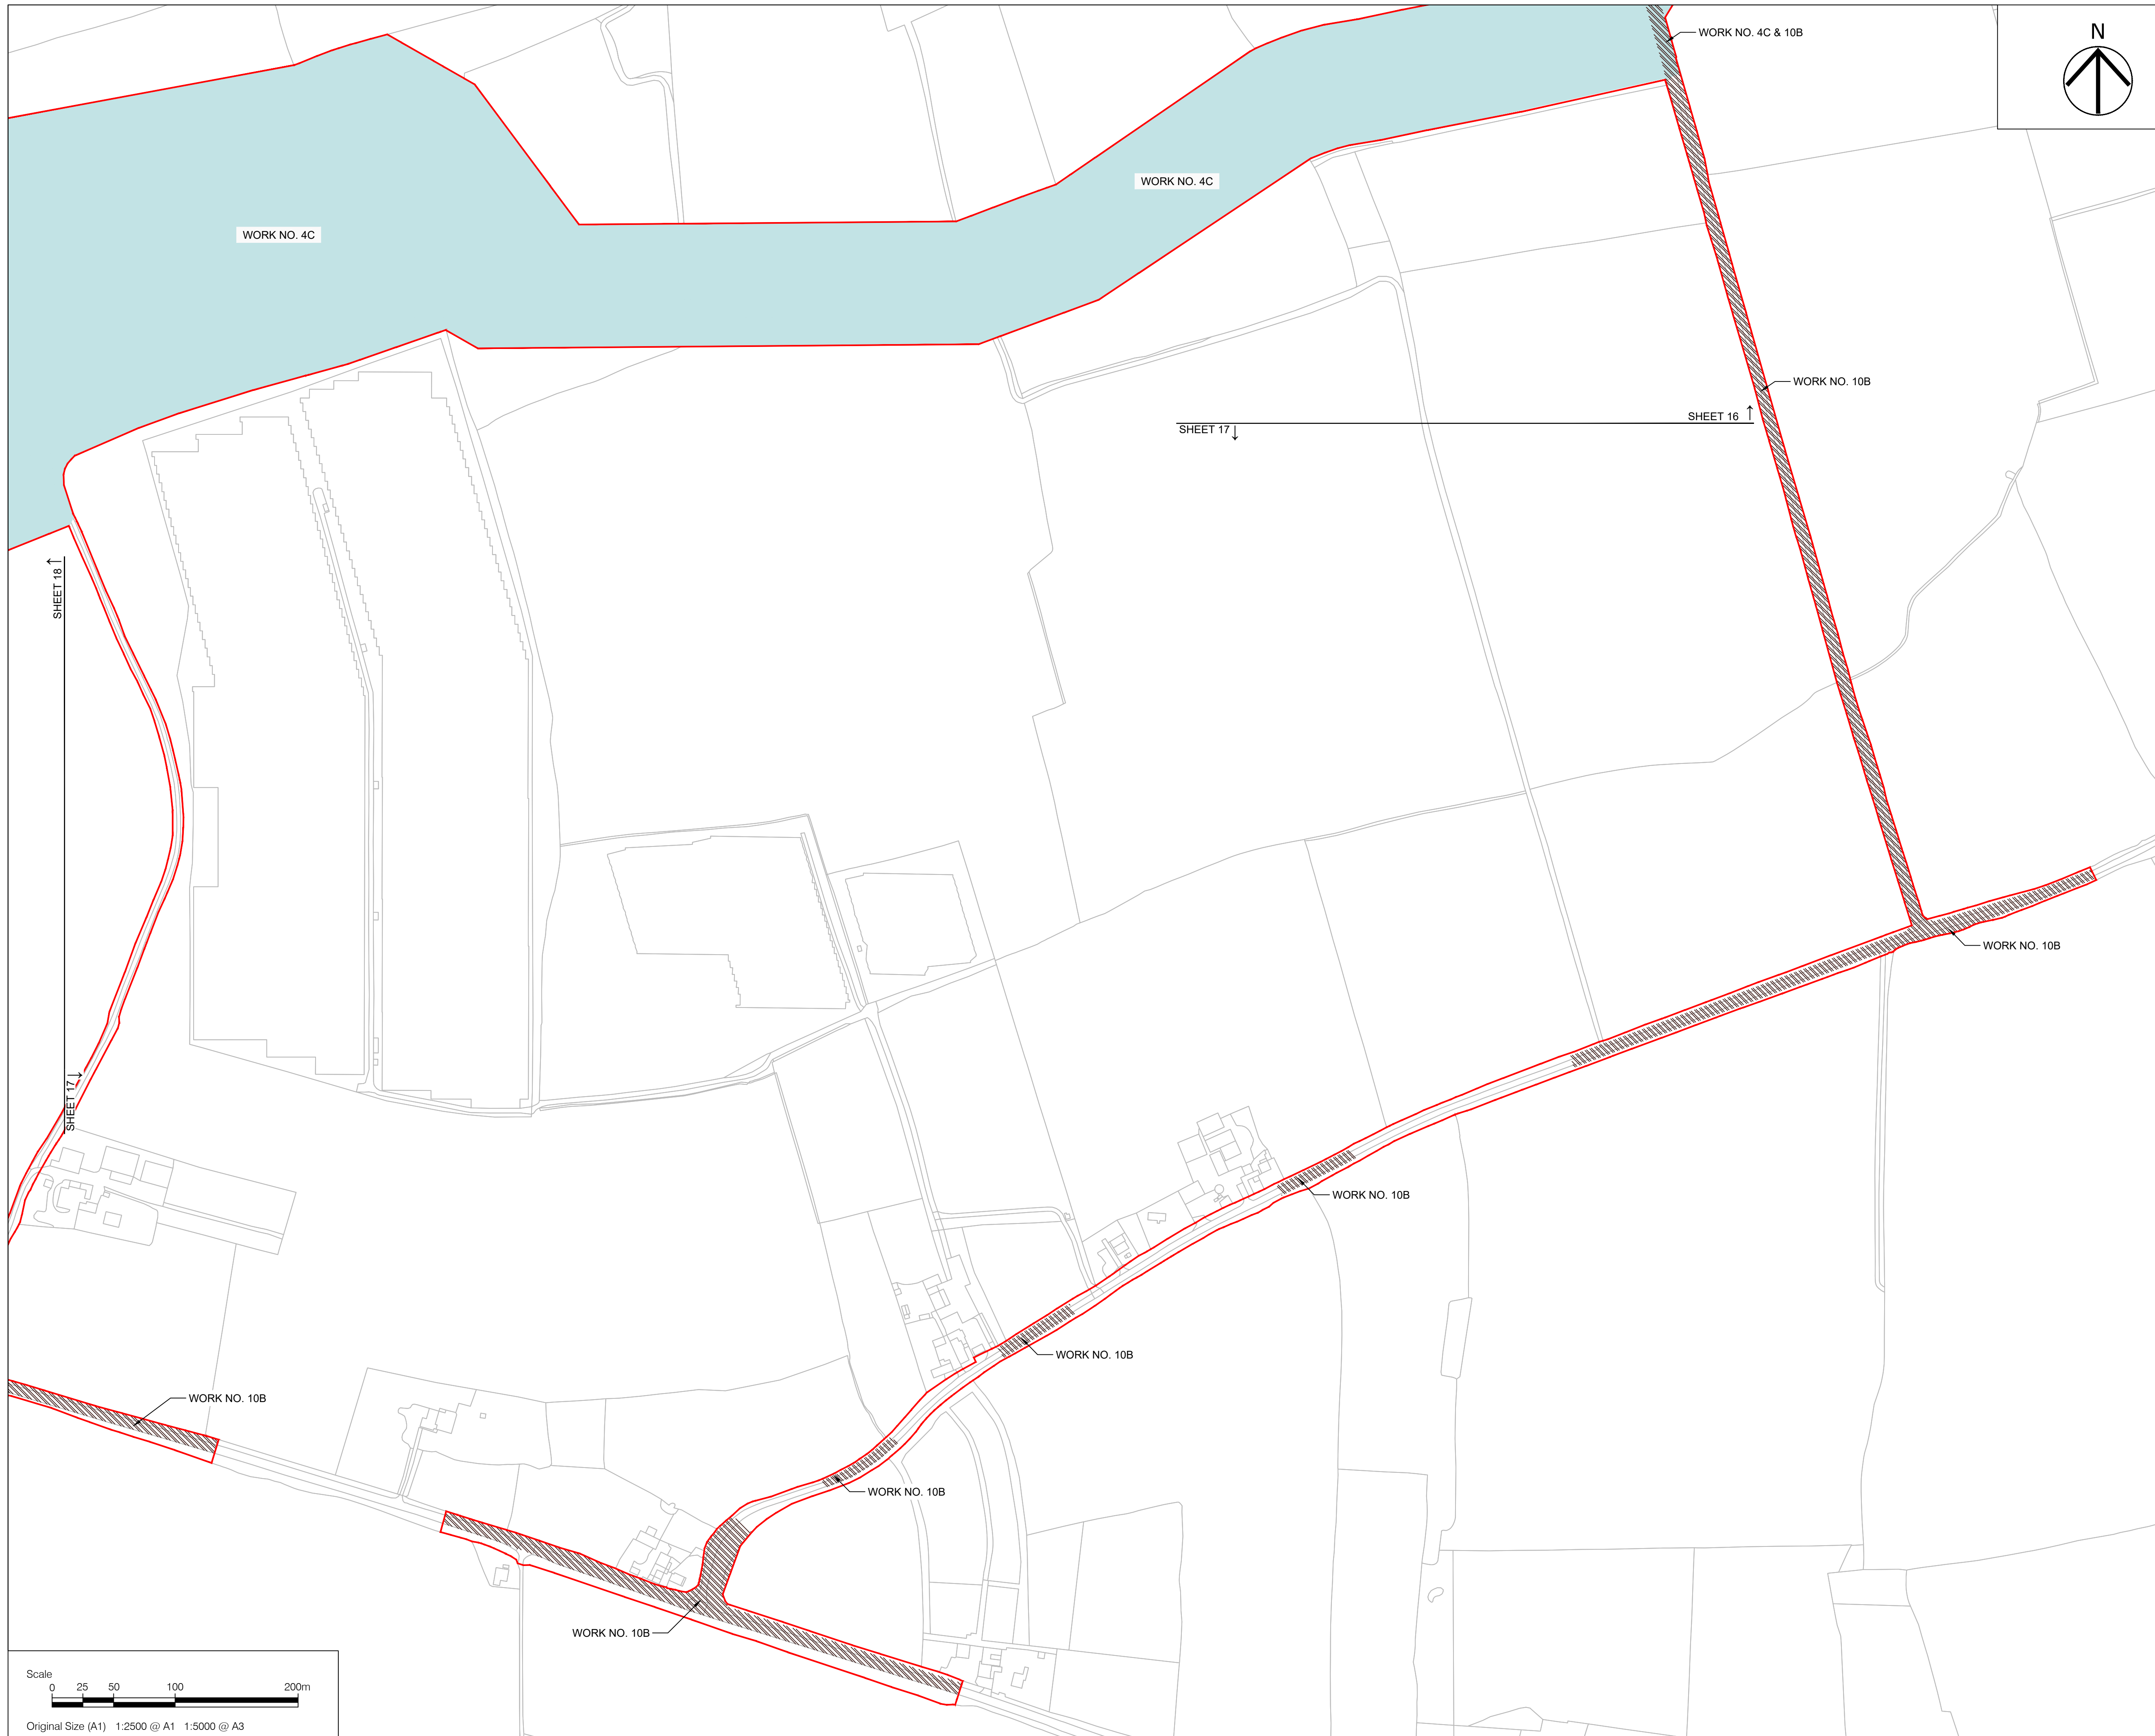 WORK NO. 4C & 10B
N
WORK NO. 4C
WORK NO. 4C
WORK NO. 10B
SHEET 16
SHEET 17
SHEET 18
WORK NO. 10B
SHEET 17
WORK NO. 10B
WORK NO. 10B
WORK NO. 10B
WORK NO. 10B
WORK NO. 10B
Scale
0 25 50 100 200m
Original Size (A1) 1:2500 @ A1 1:5000 @ A3